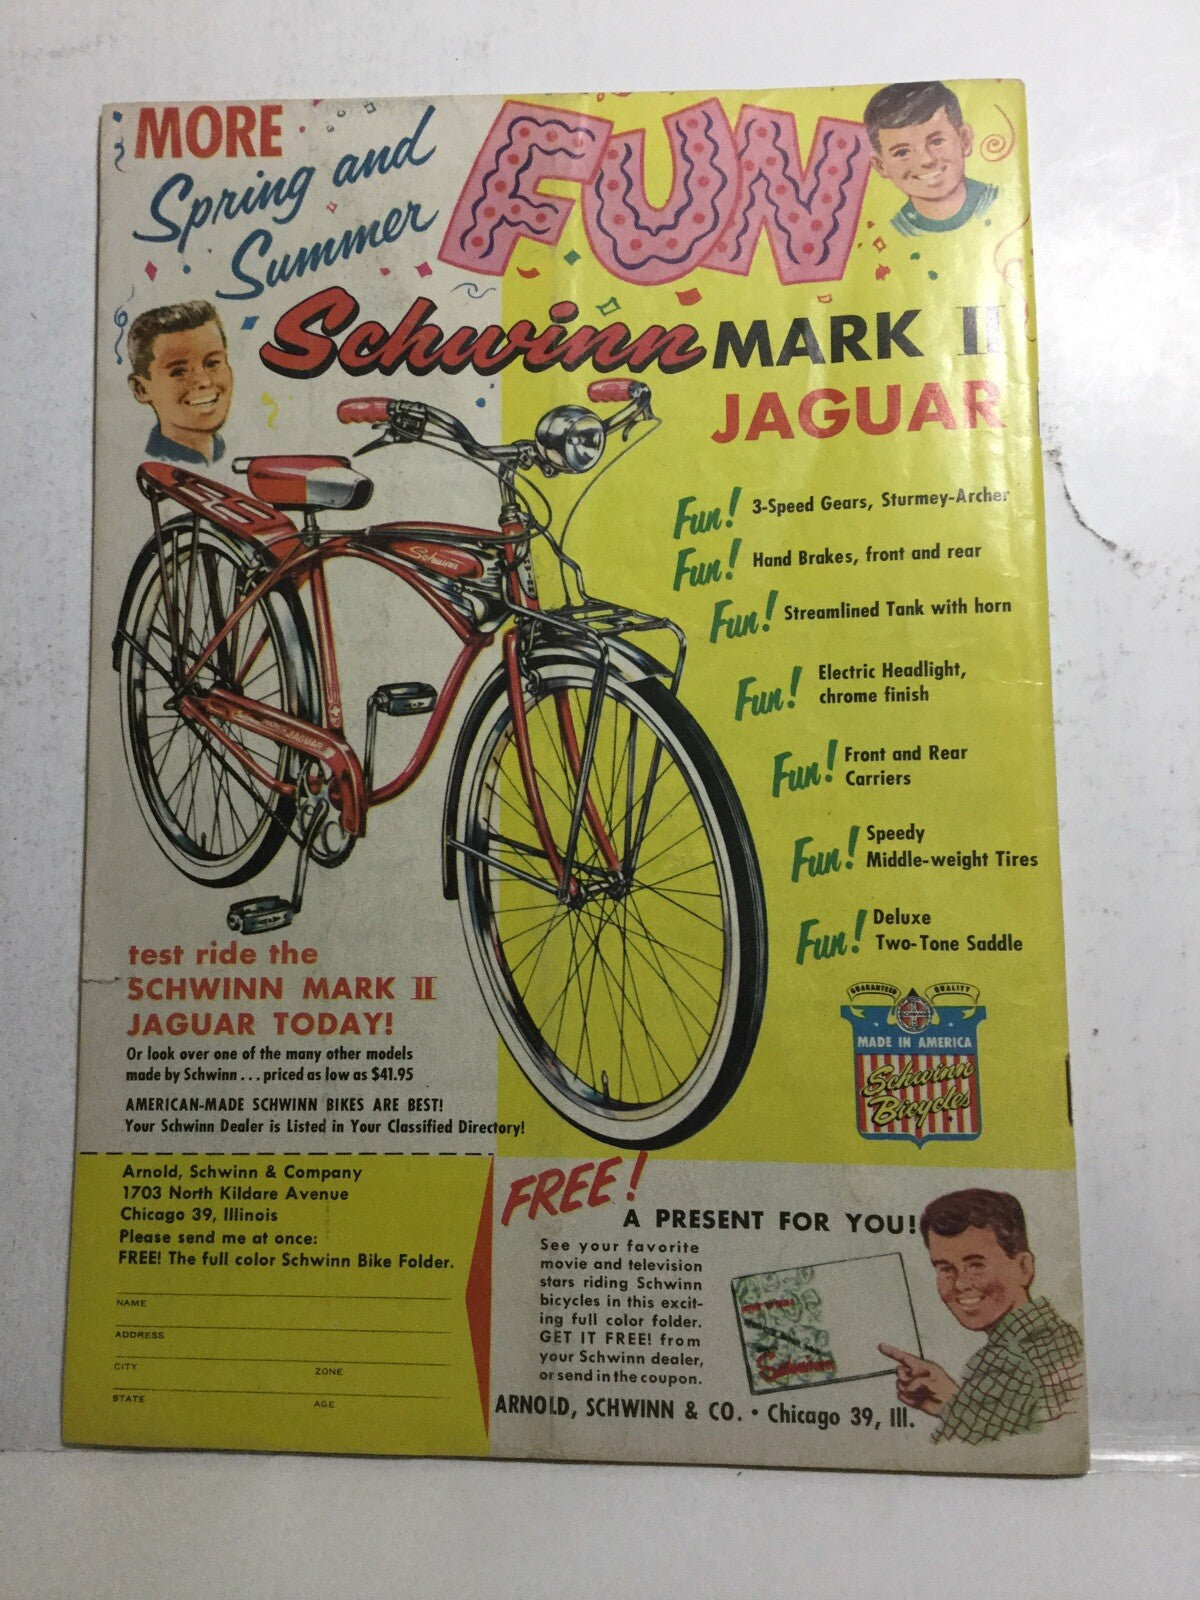 MORE
Spring and
Summer
FUN
Schwinn MARK II
JAGUAR
Schwinn
JAGUAR
Fun! 3-Speed Gears, Sturmey-Archer
Fun! Hand Brakes, front and rear
Fun! Streamlined Tank with horn
Fun! Electric Headlight,
chrome finish
Fun! Front and Rear
Carriers
Fun! Speedy
Middle-weight Tires
Fun! Deluxe
Two-Tone Saddle
GUARANTEED QUALITY
MADE IN AMERICA
Schwinn
Bicycles
test ride the
SCHWINN MARK II
JAGUAR TODAY!
Or look over one of the many other models
made by Schwinn...priced as low as $41.95
AMERICAN-MADE SCHWINN BIKES ARE BEST!
Your Schwinn Dealer is Listed in Your Classified Directory!
Arnold, Schwinn & Company
1703 North Kildare Avenue
Chicago 39, Illinois
Please send me at once:
FREE! The full color Schwinn Bike Folder.
NAME
ADDRESS
CITY ZONE
STATE AGE
FREE!
A PRESENT FOR YOU!
See your favorite
movie and television
stars riding Schwinn
bicycles in this excit-
ing full color folder.
GET IT FREE! from
your Schwinn dealer,
or send in the coupon.
Schwinn
ARNOLD, SCHWINN & CO. • Chicago 39, Ill.